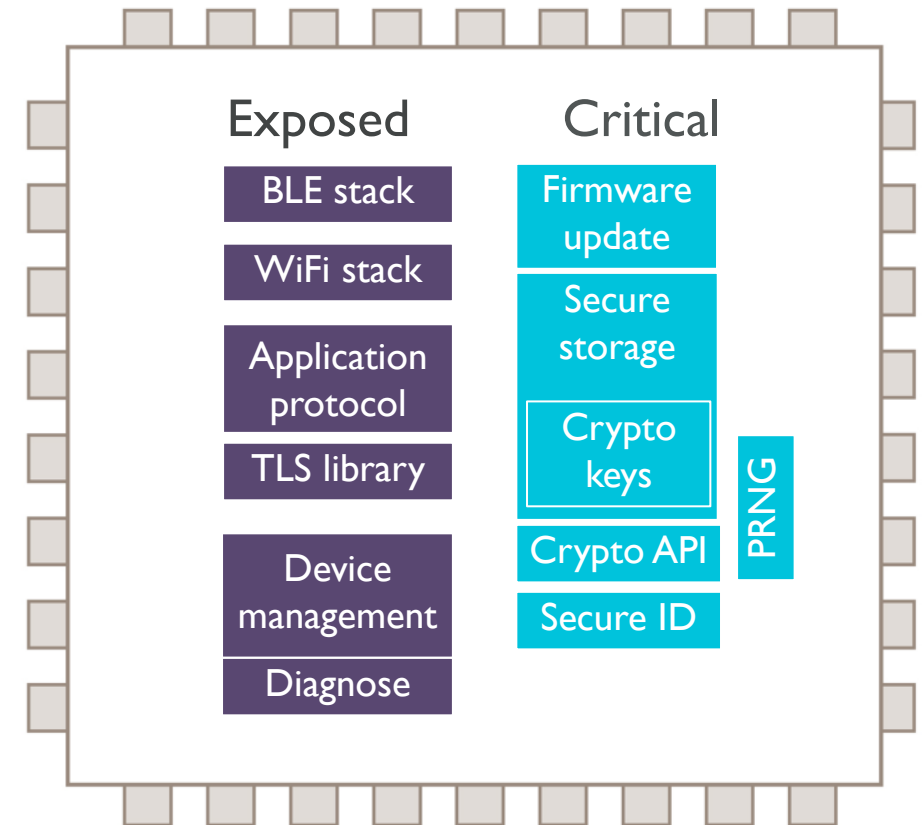 Exposed
BLE stack
WiFi stack
Application
protocol
TLS library
Device
management
Diagnose
Critical
Firmware
update
Secure
storage
Crypto
keys
PRNG
Crypto API
Secure ID